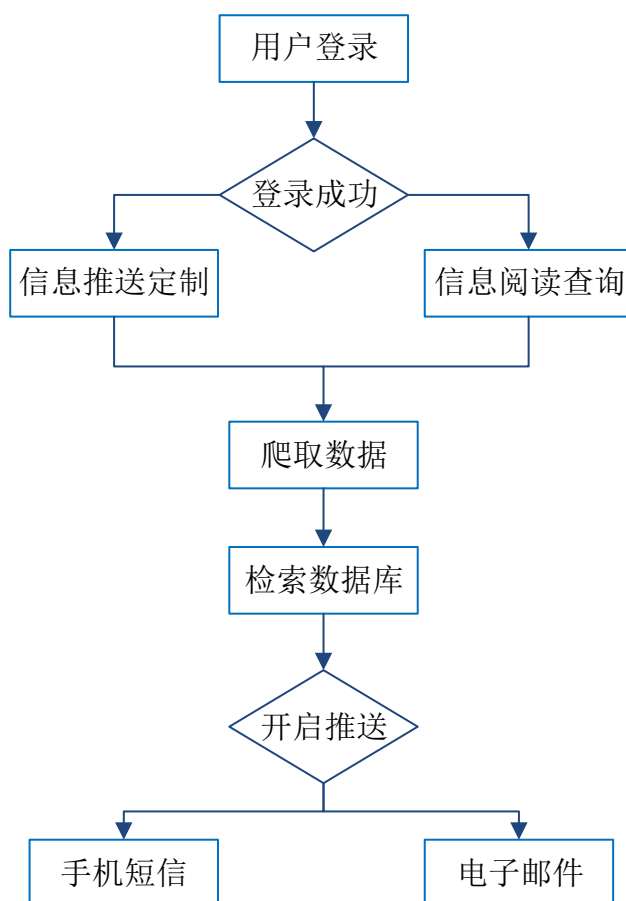 用户登录
登录成功
信息推送定制
信息阅读查询
爬取数据
检索数据库
开启推送
手机短信
电子邮件